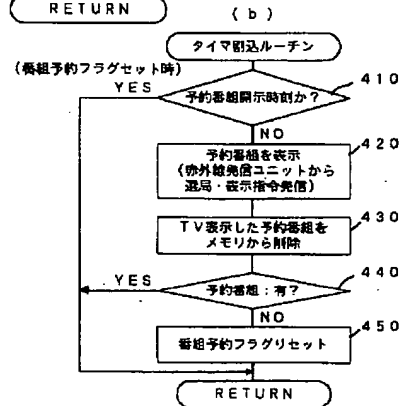 RETURN
(b)
タイマ割込ルーチン
(番組予約フラグセット時)
YES
予約番組開示時刻か?
410
NO
予約番組を表示
(赤外線発信ユニットから
選局・表示指令発信)
420
TV表示した予約番組を
メモリから削除
430
YES
予約番組:有?
440
NO
番組予約フラグリセット
450
RETURN